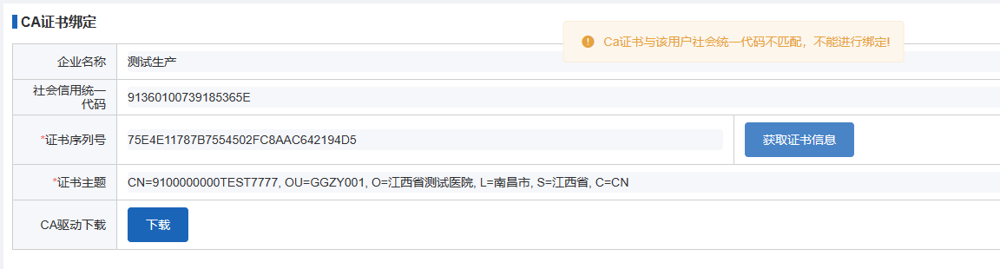 CA证书绑定
Ca证书与该用户社会统一代码不匹配，不能进行绑定!
企业名称
测试生产
社会信用统一
代码
91360100739185365E
*证书序列号
75E4E11787B7554502FC8AAC642194D5
获取证书信息
*证书主题
CN=9100000000TEST7777, OU=GGZY001, O=江西省测试医院, L=南昌市, S=江西省, C=CN
CA驱动下载
下载